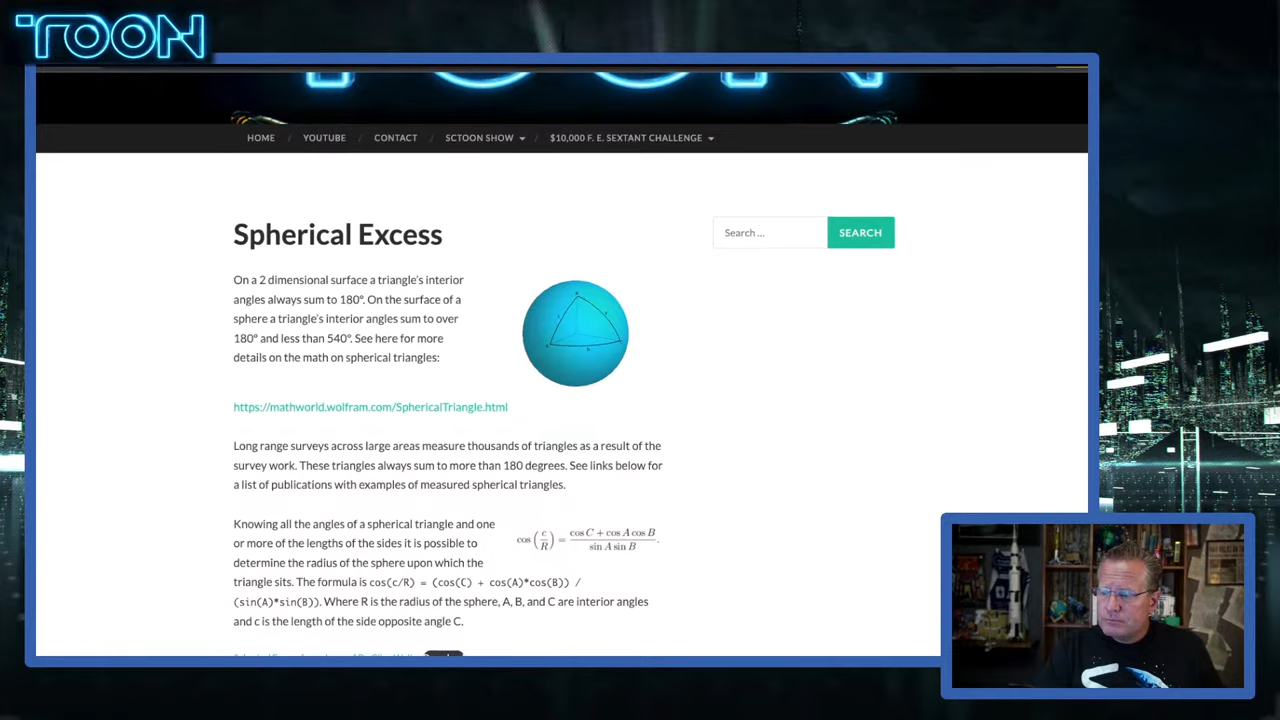 TOON
HOME / YOUTUBE / CONTACT / SCTOON SHOW / $10,000 F. E. SEXTANT CHALLENGE
Spherical Excess
Search ...
SEARCH
On a 2 dimensional surface a triangle's interior
angles always sum to 180º. On the surface of a
sphere a triangle's interior angles sum to over
180º and less than 540º. See here for more
details on the math on spherical triangles:
https://mathworld.wolfram.com/SphericalTriangle.html
Long range surveys across large areas measure thousands of triangles as a result of the
survey work. These triangles always sum to more than 180 degrees. See links below for
a list of publications with examples of measured spherical triangles.
Knowing all the angles of a spherical triangle and one
or more of the lengths of the sides it is possible to
determine the radius of the sphere upon which the
triangle sits. The formula is cos(c/R) = (cos(C) + cos(A)*cos(B)) /
(sin(A)*sin(B)). Where R is the radius of the sphere, A, B, and C are interior angles
and c is the length of the side opposite angle C.
cos (c/R) = cos C + cos A cos B / sin A sin B.